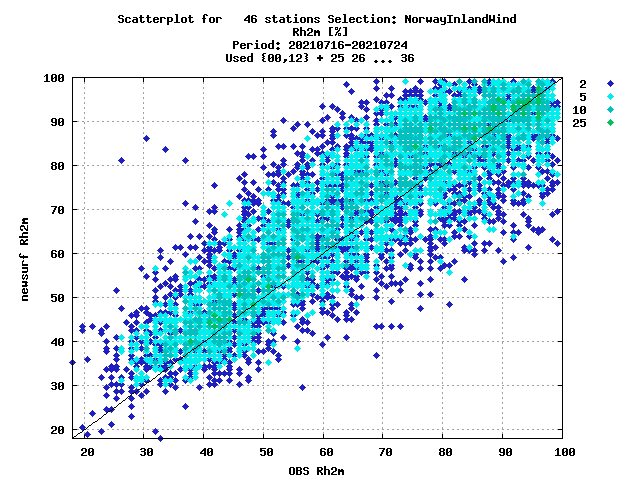 Scatterplot for   46 stations Selection: NorwayInlandWind
Rh2m [%]
Period: 20210716-20210724
Used {00,12} + 25 26 ... 36
100
90
80
70
60
50
40
30
20
newsurf Rh2m
2
5
10
25
20 30 40 50 60 70 80 90 100
OBS Rh2m